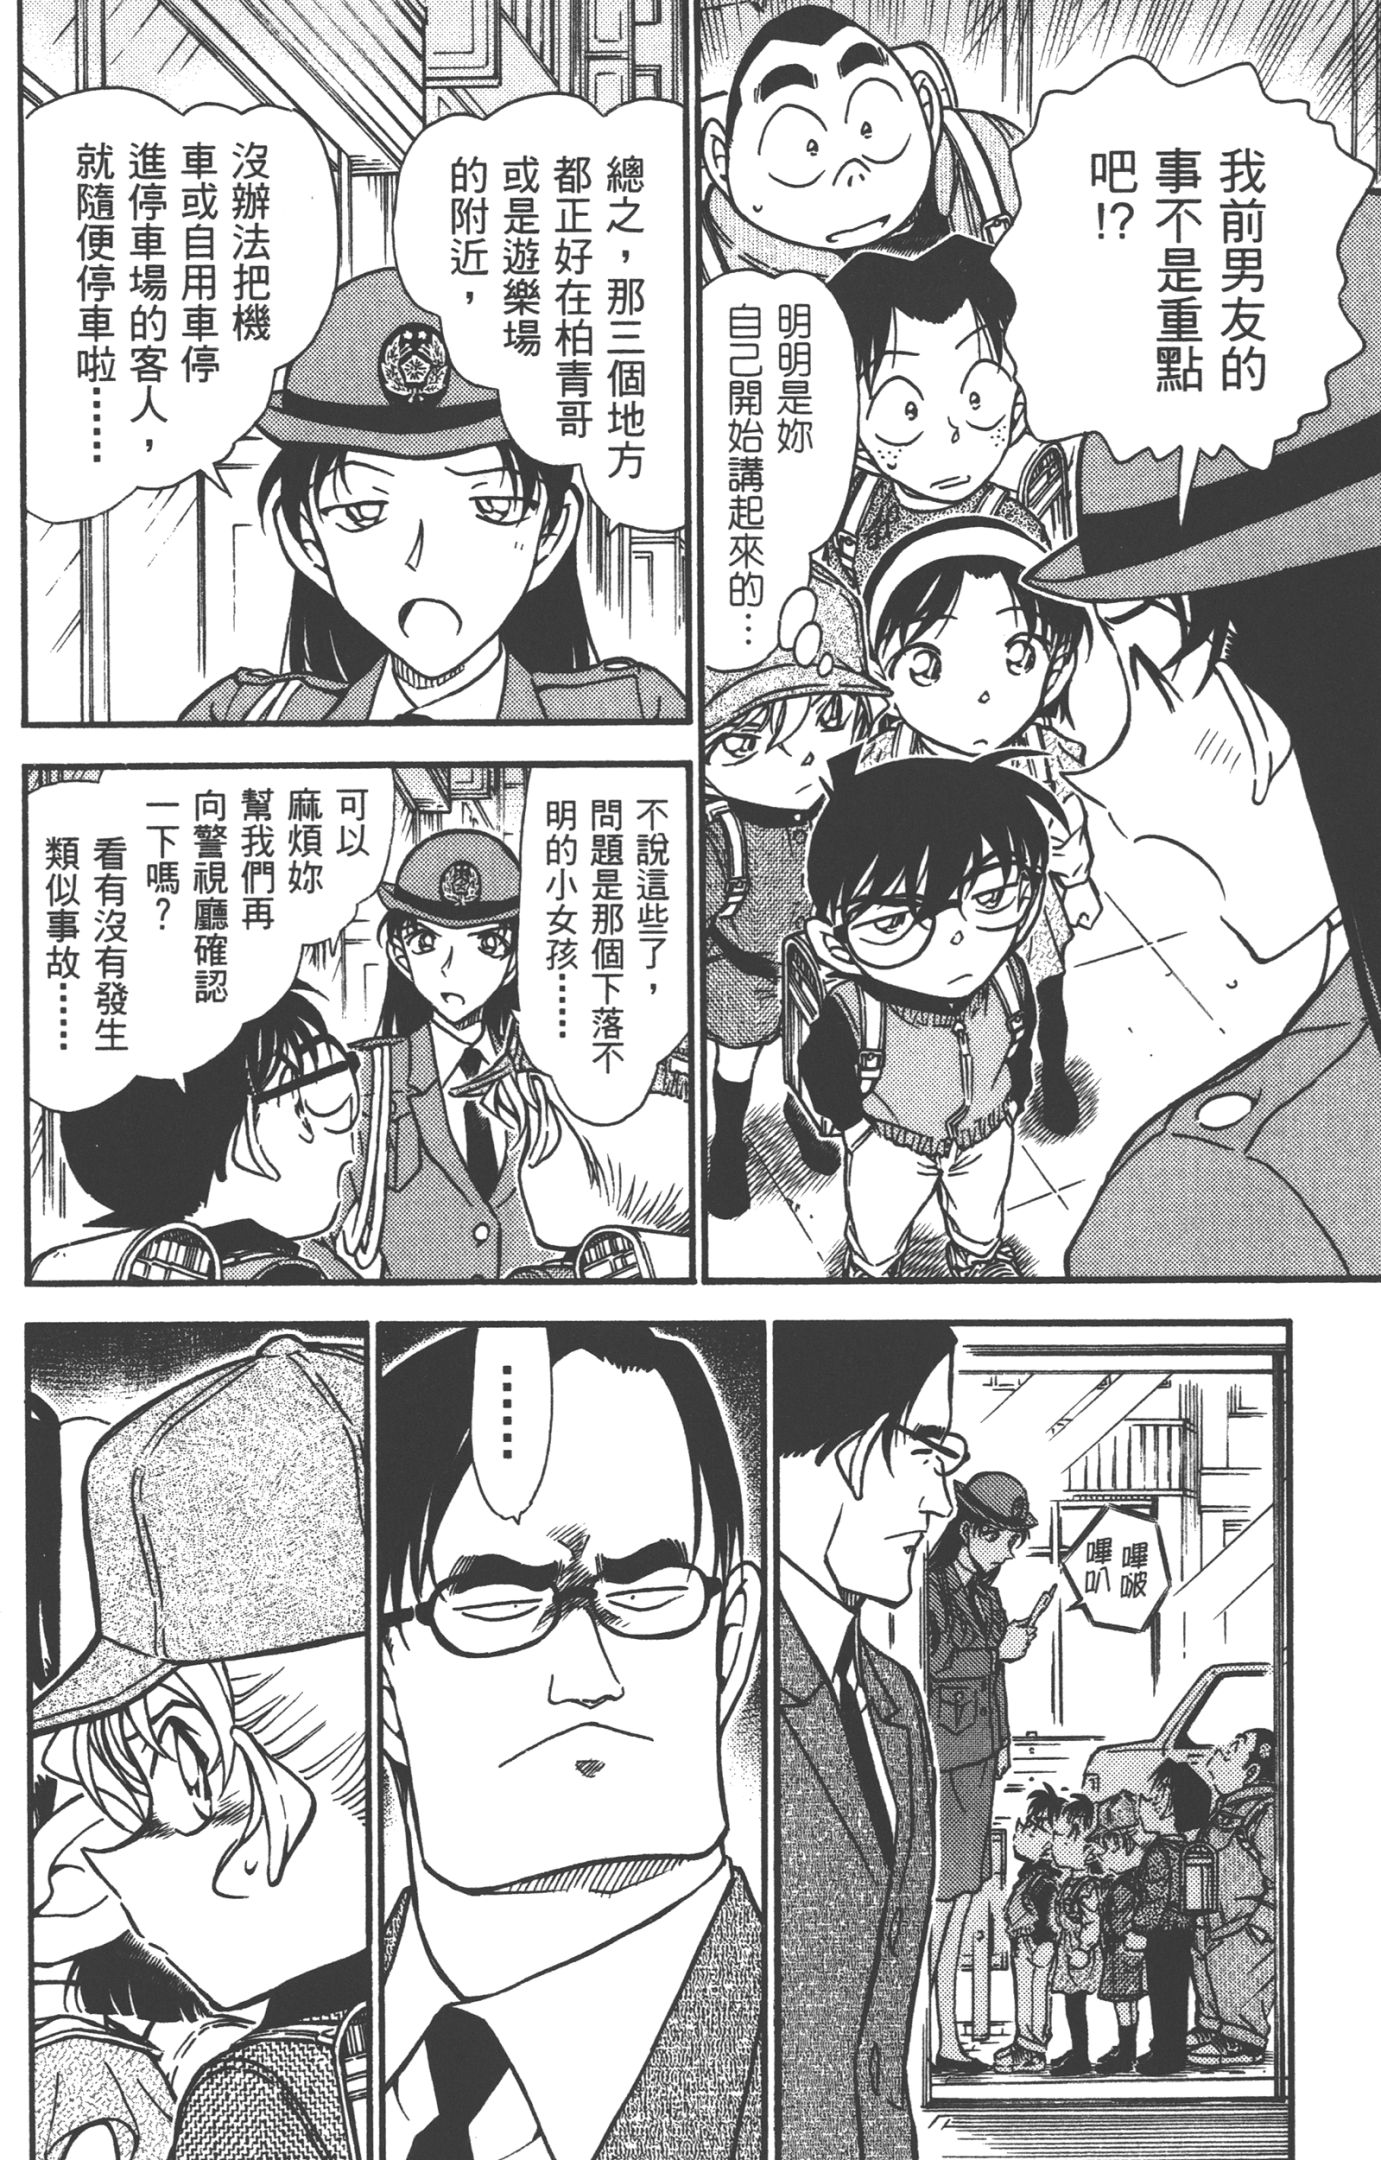 我前男友的
事不是重點
吧!?
明明是妳
自己開始講起來的…
總之，那三個地方
都正好在柏青哥
或是遊樂場
的附近，
沒辦法把機
車或自用車停
進停車場的客人，
就隨便停車啦……
不說這些了，
問題是那個下落不
明的小女孩……
可以
麻煩妳
幫我們再
向警視廳確認
一下嗎？
看有沒有發生
類似事故……
嗶啵
嗶叭
……